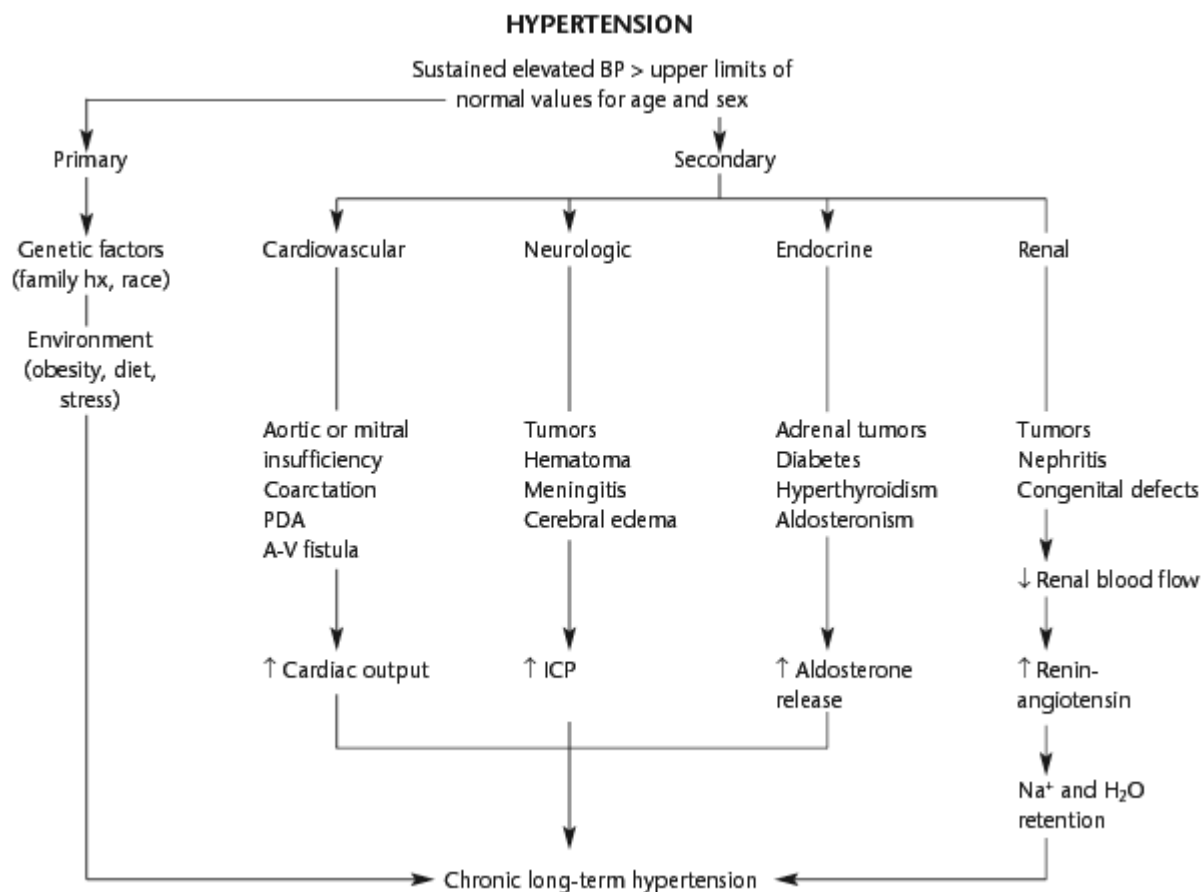 HYPERTENSION
Sustained elevated BP > upper limits of
normal values for age and sex
Primary
Secondary
Genetic factors
(family hx, race)
Environment
(obesity, diet,
stress)
Cardiovascular
Aortic or mitral
insufficiency
Coarctation
PDA
A-V fistula
↑ Cardiac output
Neurologic
Tumors
Hematoma
Meningitis
Cerebral edema
↑ ICP
Endocrine
Adrenal tumors
Diabetes
Hyperthyroidism
Aldosteronism
↑ Aldosterone
release
Renal
Tumors
Nephritis
Congenital defects
↓ Renal blood flow
↑ Renin-
angiotensin
Na⁺ and H₂O
retention
Chronic long-term hypertension